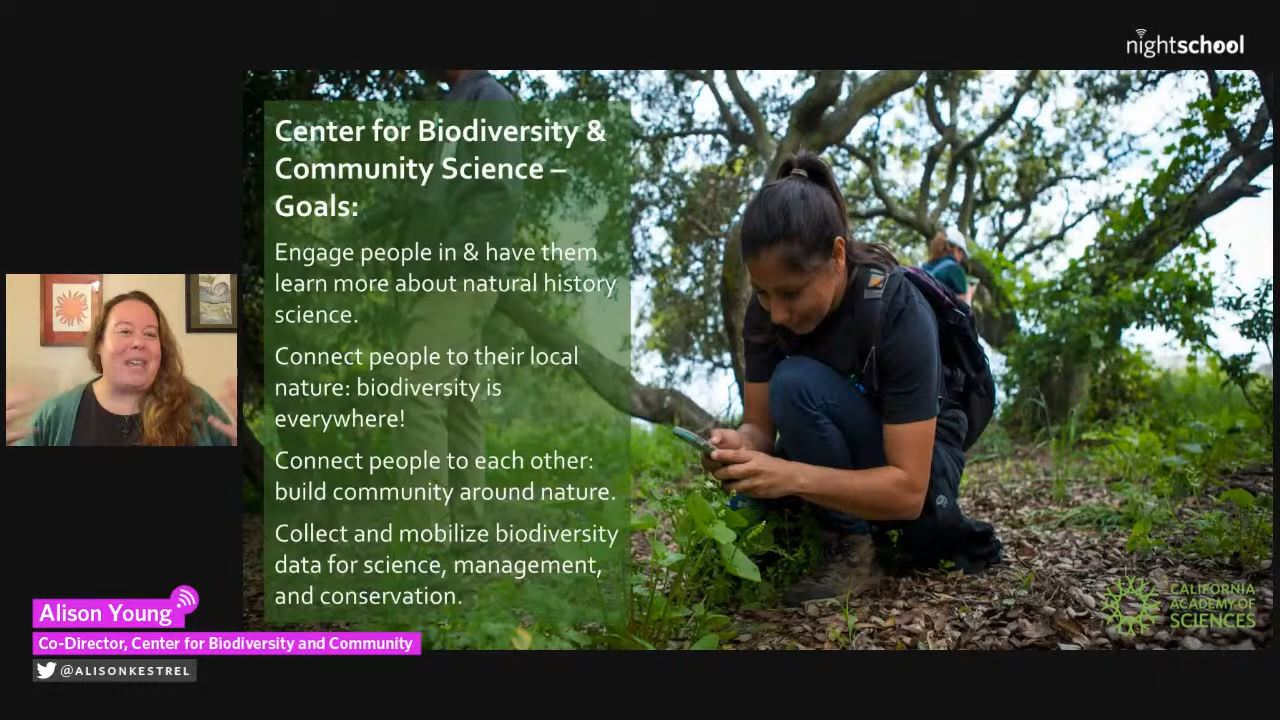 nightschool
Center for Biodiversity &
Community Science –
Goals:
Engage people in & have them
learn more about natural history
science.
Connect people to their local
nature: biodiversity is
everywhere!
Connect people to each other:
build community around nature.
Collect and mobilize biodiversity
data for science, management,
and conservation.
CALIFORNIA
ACADEMY OF
SCIENCES
Alison Young
Co-Director, Center for Biodiversity and Community
@ALISONKESTREL